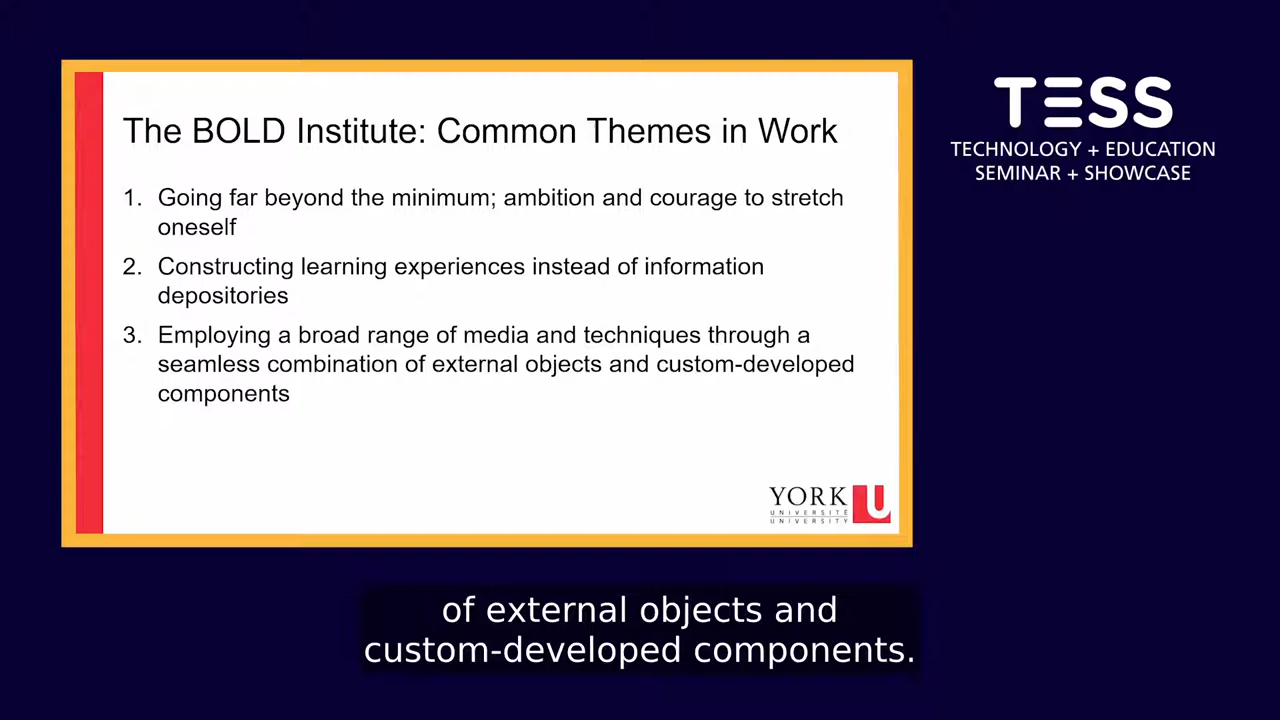 The BOLD Institute: Common Themes in Work
1. Going far beyond the minimum; ambition and courage to stretch
oneself
2. Constructing learning experiences instead of information
depositories
3. Employing a broad range of media and techniques through a
seamless combination of external objects and custom-developed
components
YORK U
UNIVERSITÉ
UNIVERSITY
TESS
TECHNOLOGY + EDUCATION
SEMINAR + SHOWCASE
of external objects and
custom-developed components.